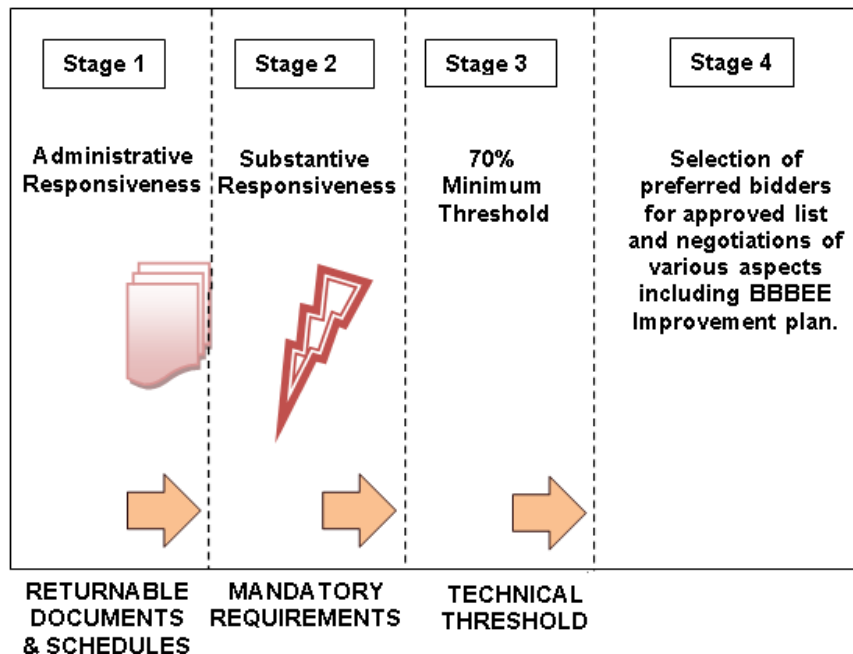 Stage 1
Administrative
Responsiveness
Stage 2
Substantive
Responsiveness
Stage 3
70%
Minimum
Threshold
Stage 4
Selection of
preferred bidders
for approved list
and negotiations of
various aspects
including BBBEE
Improvement plan.
RETURNABLE
DOCUMENTS
& SCHEDULES
MANDATORY
REQUIREMENTS
TECHNICAL
THRESHOLD